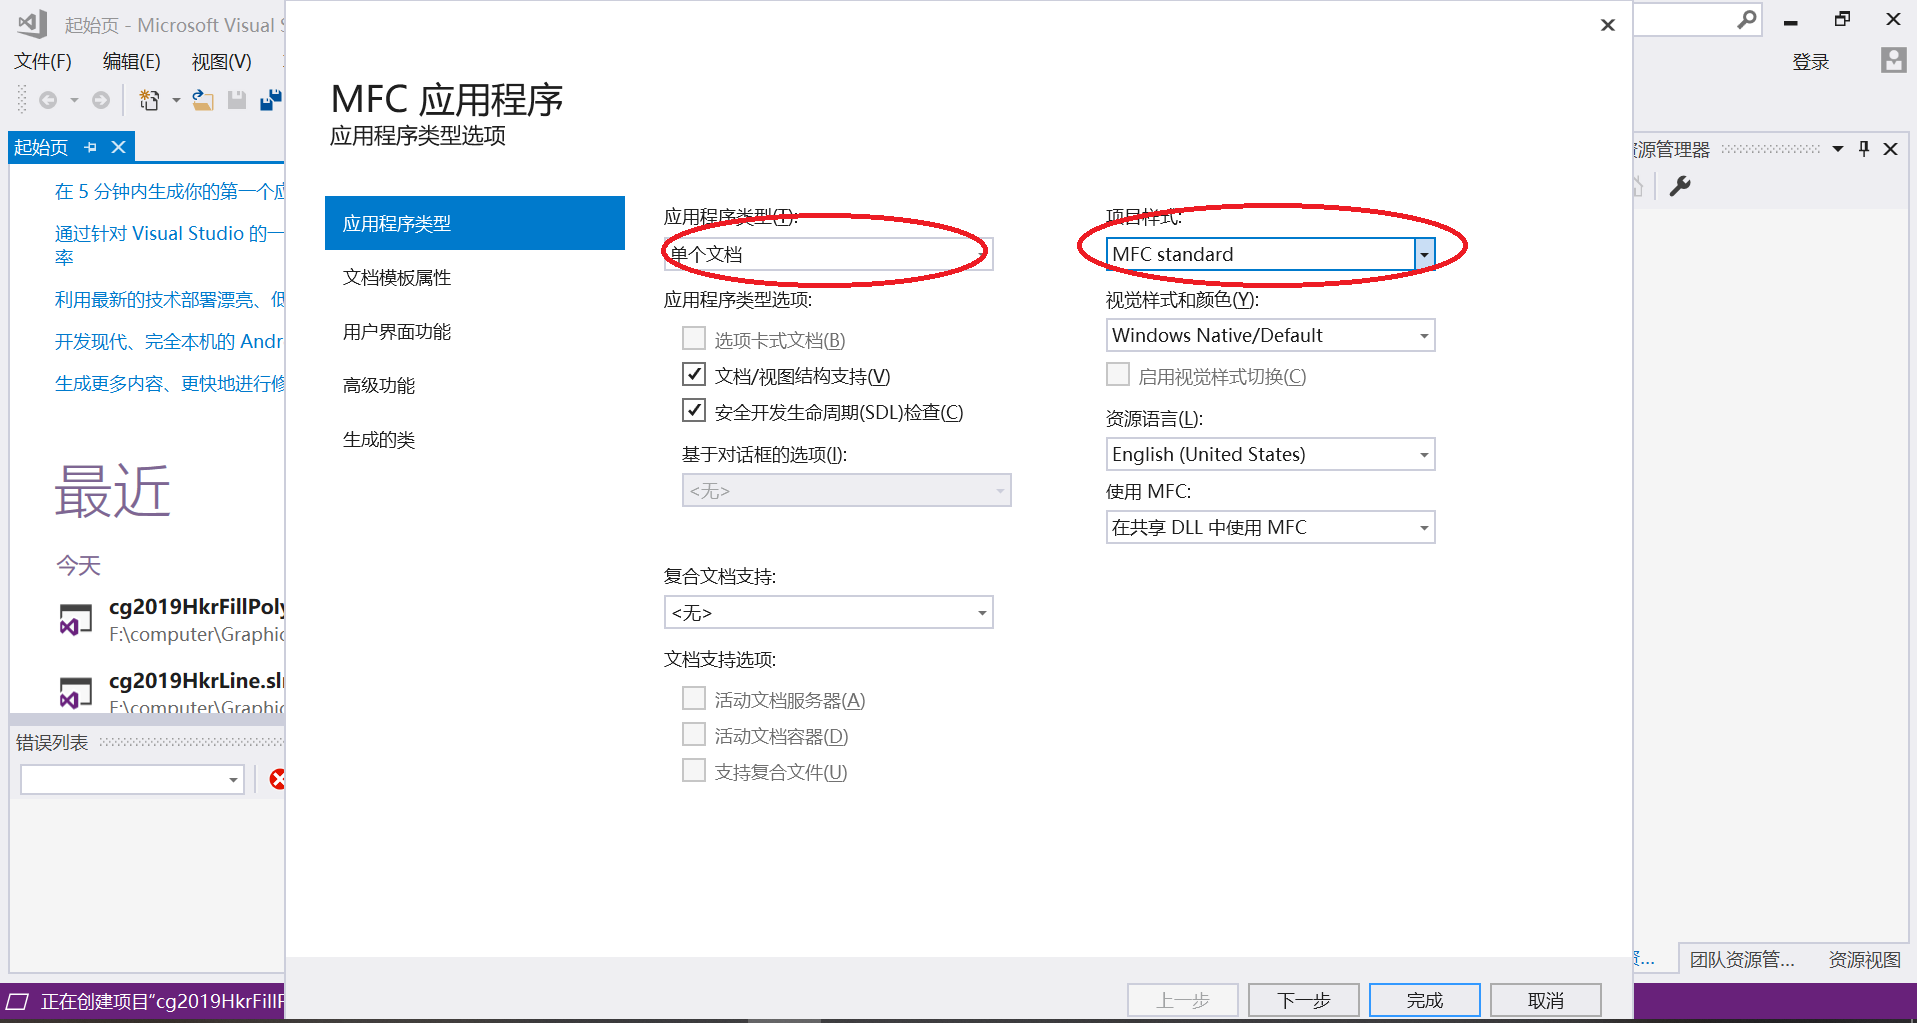 起始页 - Microsoft Visual S
文件(F) 编辑(E) 视图(V)
登录
起始页
在 5 分钟内生成你的第一个应
通过针对 Visual Studio 的一
率
利用最新的技术部署漂亮、低
开发现代、完全本机的 Andr
生成更多内容、更快地进行修
最近
今天
cg2019HkrFillPoly
F:\computer\Graphic
cg2019HkrLine.sln
F:\computer\Graphic
错误列表
正在创建项目"cg2019HkrFillP
MFC 应用程序
应用程序类型选项
应用程序类型
文档模板属性
用户界面功能
高级功能
生成的类
应用程序类型(T):
单个文档
应用程序类型选项:
选项卡式文档(B)
文档/视图结构支持(V)
安全开发生命周期(SDL)检查(C)
基于对话框的选项(I):
<无>
复合文档支持:
<无>
文档支持选项:
活动文档服务器(A)
活动文档容器(D)
支持复合文件(U)
项目样式:
MFC standard
视觉样式和颜色(Y):
Windows Native/Default
启用视觉样式切换(C)
资源语言(L):
English (United States)
使用 MFC:
在共享 DLL 中使用 MFC
上一步 下一步 完成 取消
资源管理器
资... 团队资源管... 资源视图